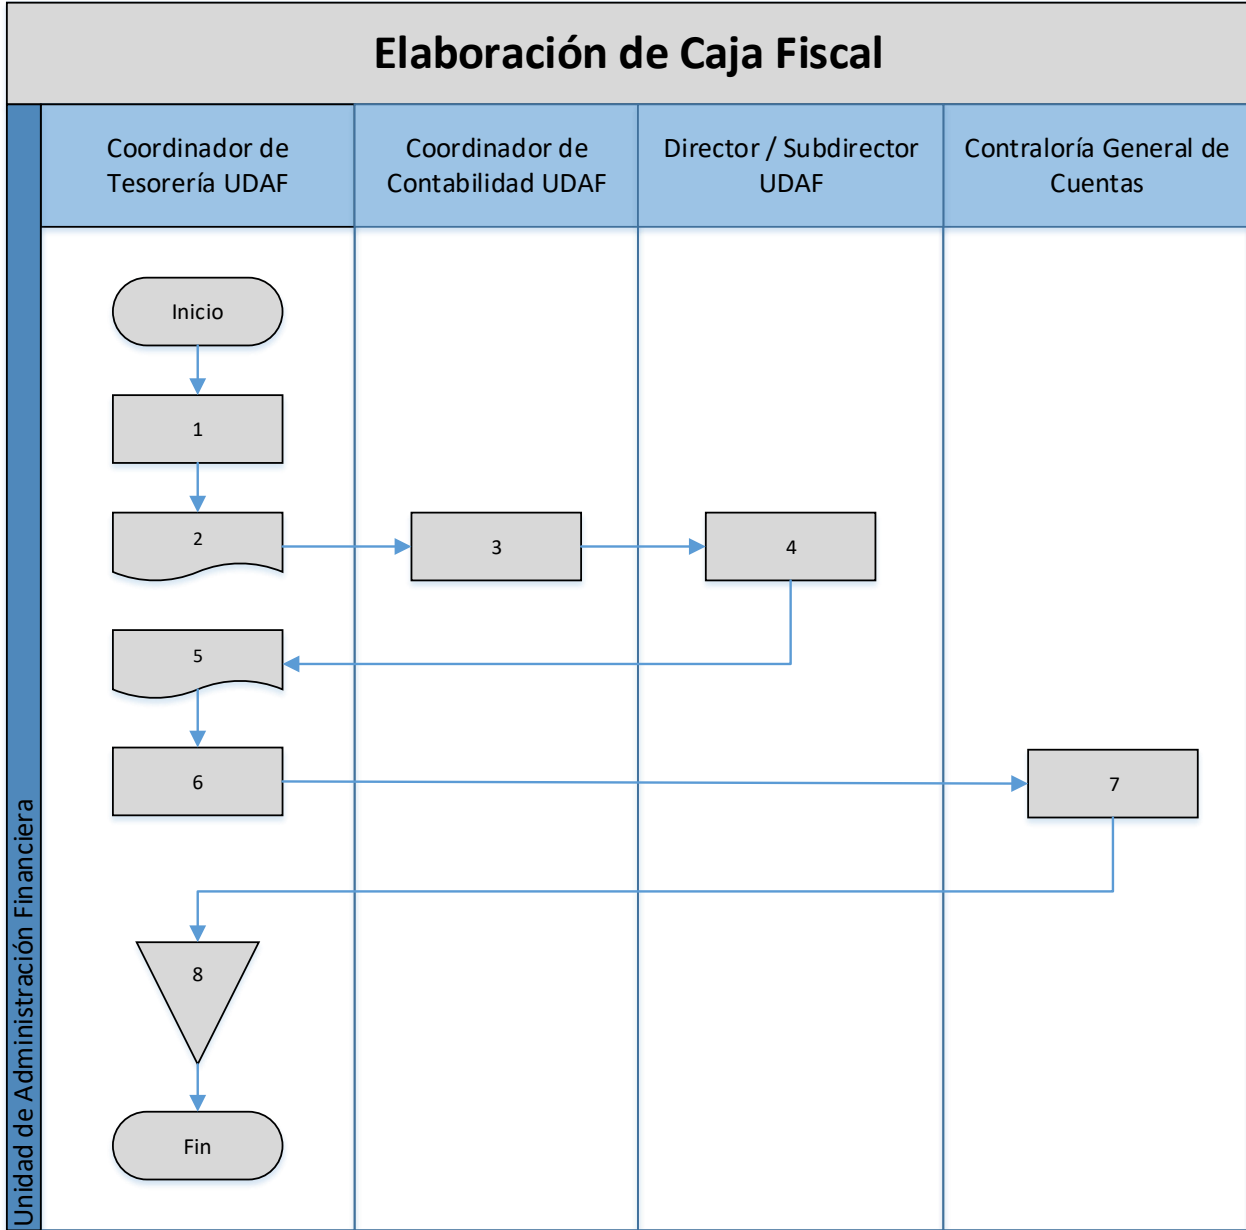 Elaboración de Caja Fiscal
Coordinador de
Tesorería UDAF
Coordinador de
Contabilidad UDAF
Director / Subdirector
UDAF
Contraloría General de
Cuentas
Unidad de Administración Financiera
Inicio
1
2
3
4
5
6
7
8
Fin